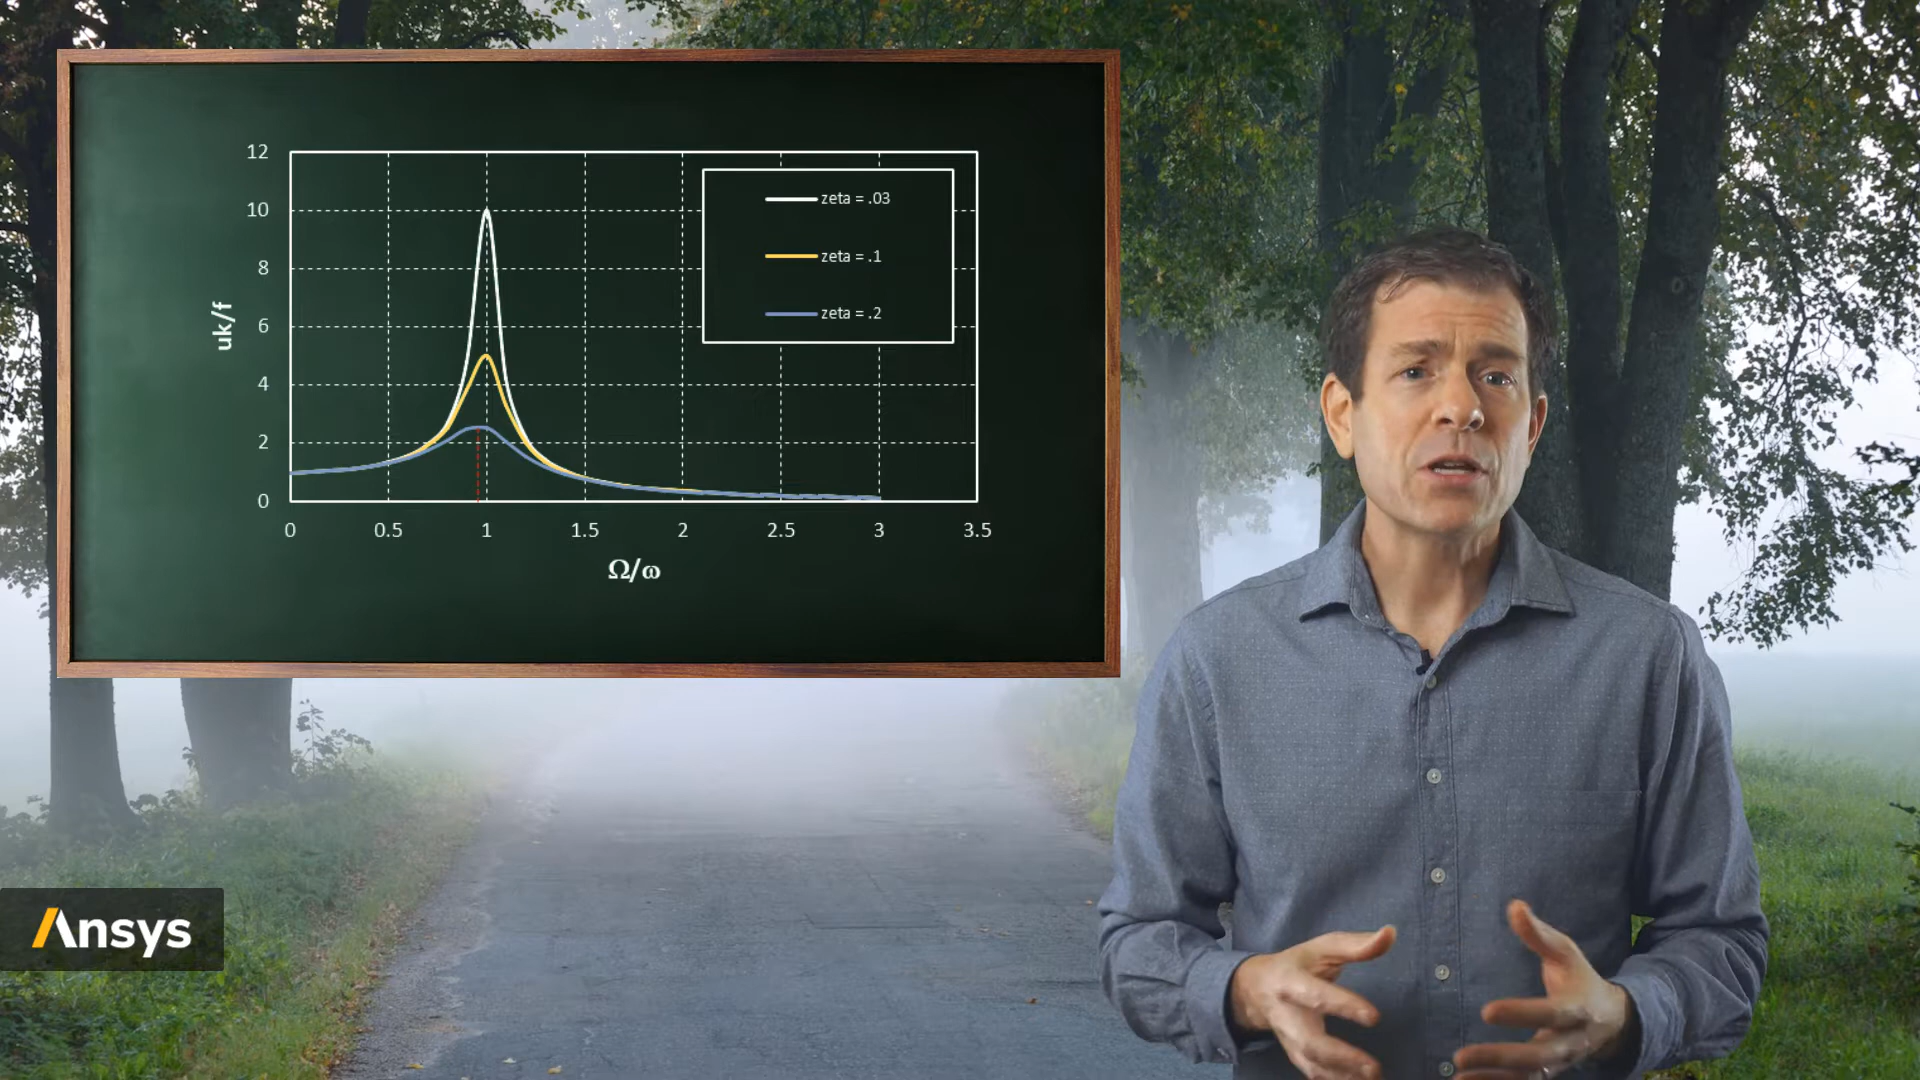 12
10
8
6
4
2
0
uk/f
0 0.5 1 1.5 2 2.5 3 3.5
Ω/ω
zeta = .03
zeta = .1
zeta = .2
Ansys